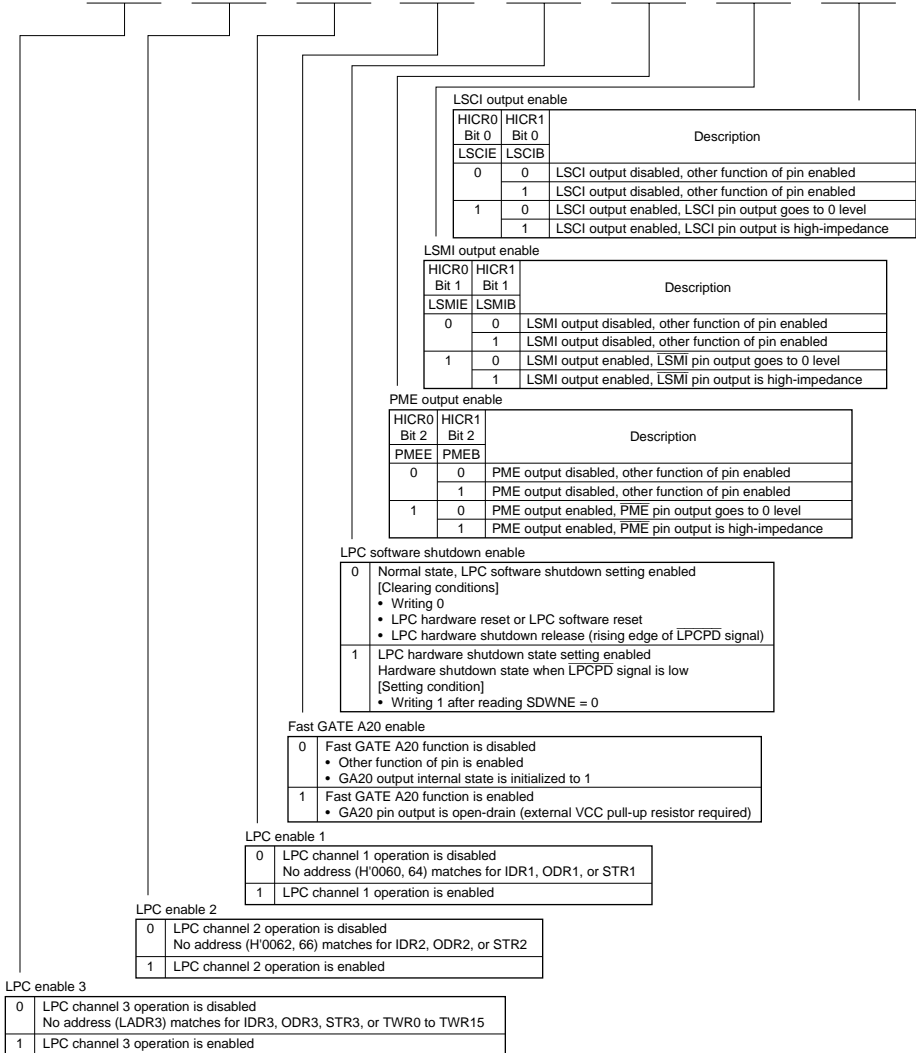 LSCI output enable
HICR0 HICR1
Bit 0 Bit 0 Description
LSCIE LSCIB
0 0 LSCI output disabled, other function of pin enabled
1 LSCI output disabled, other function of pin enabled
1 0 LSCI output enabled, LSCI pin output goes to 0 level
1 LSCI output enabled, LSCI pin output is high-impedance
LSMI output enable
HICR0 HICR1
Bit 1 Bit 1 Description
LSMIE LSMIB
0 0 LSMI output disabled, other function of pin enabled
1 LSMI output disabled, other function of pin enabled
1 0 LSMI output enabled, LSMI pin output goes to 0 level
1 LSMI output enabled, LSMI pin output is high-impedance
PME output enable
HICR0 HICR1
Bit 2 Bit 2 Description
PMEE PMEB
0 0 PME output disabled, other function of pin enabled
1 PME output disabled, other function of pin enabled
1 0 PME output enabled, PME pin output goes to 0 level
1 PME output enabled, PME pin output is high-impedance
LPC software shutdown enable
0 Normal state, LPC software shutdown setting enabled
[Clearing conditions]
• Writing 0
• LPC hardware reset or LPC software reset
• LPC hardware shutdown release (rising edge of LPCPD signal)
1 LPC hardware shutdown state setting enabled
Hardware shutdown state when LPCPD signal is low
[Setting condition]
• Writing 1 after reading SDWNE = 0
Fast GATE A20 enable
0 Fast GATE A20 function is disabled
• Other function of pin is enabled
• GA20 output internal state is initialized to 1
1 Fast GATE A20 function is enabled
• GA20 pin output is open-drain (external VCC pull-up resistor required)
LPC enable 1
0 LPC channel 1 operation is disabled
No address (H'0060, 64) matches for IDR1, ODR1, or STR1
1 LPC channel 1 operation is enabled
LPC enable 2
0 LPC channel 2 operation is disabled
No address (H'0062, 66) matches for IDR2, ODR2, or STR2
1 LPC channel 2 operation is enabled
LPC enable 3
0 LPC channel 3 operation is disabled
No address (LADR3) matches for IDR3, ODR3, STR3, or TWR0 to TWR15
1 LPC channel 3 operation is enabled